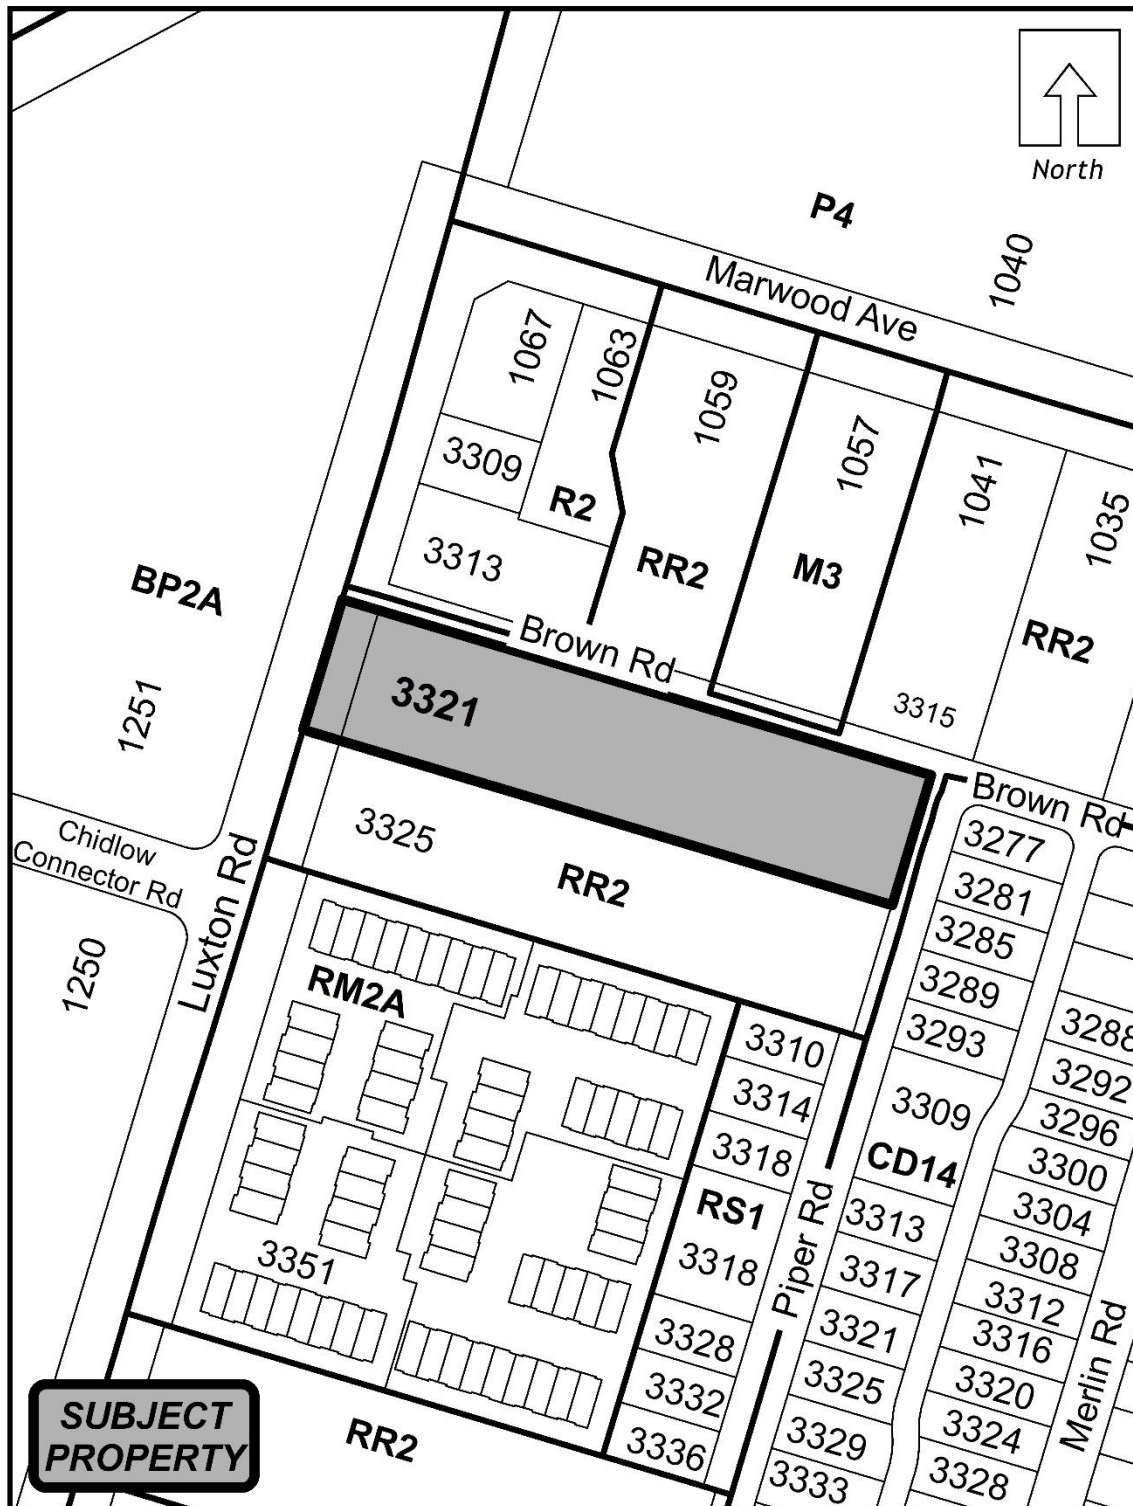 North
P4
1040
Marwood Ave
1067
1063
1059
1057
1041
1035
3309
R2
3313
RR2
M3
RR2
BP2A
1251
Brown Rd
3321
3315
Brown Rd
3325
RR2
Chidlow
Connector Rd
Luxton Rd
1250
RM2A
3351
3277
3281
3285
3289
3293
3309
CD14
3313
3317
3321
3325
3329
3333
3310
3314
3318
RS1
3318
3328
3332
3336
Piper Rd
3288
3292
3296
3300
3304
3308
3312
3316
3320
3324
3328
Merlin Rd
RR2
SUBJECT
PROPERTY